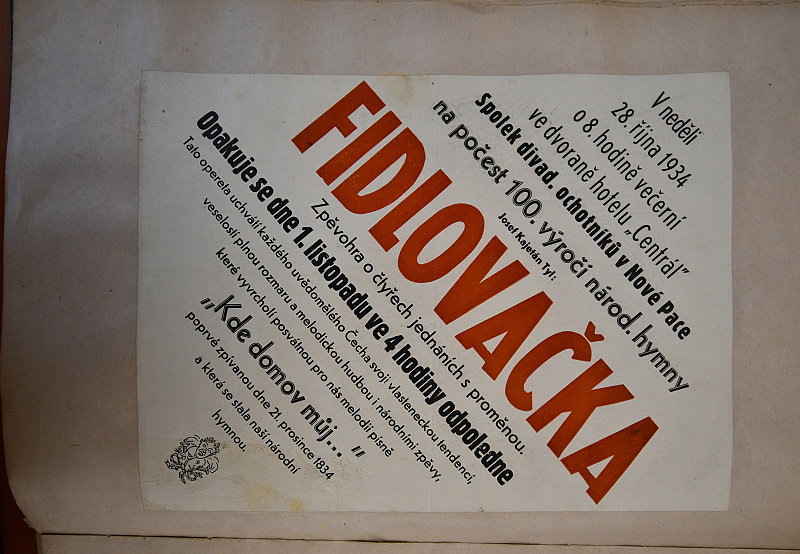 V neděli
28. října 1934
o 8. hodině večerní
ve dvorané hotelu „Centrál”
Spolek divad. ochotníků v Nové Pace
na počest 100. výročí národ. hymny
Josef Kajetán Tyl:
FIDLOVAČKA
Zpěvohra o čtyřech jednáních s proměnou.
Opakuje se dne 1. listopadu ve 4 hodiny odpoledne
Tato opereta uchvátí každého uvědomělého Čecha svojí vlasteneckou tendencí,
veselostí plnou rozmaru a melodickou hudbou i národními zpěvy,
které vyvrcholí posvátnou pro nás melodií písně
„Kde domov můj...”
poprvé zpívanou dne 21. prosince 1834
a která se stala naší národní
hymnou.